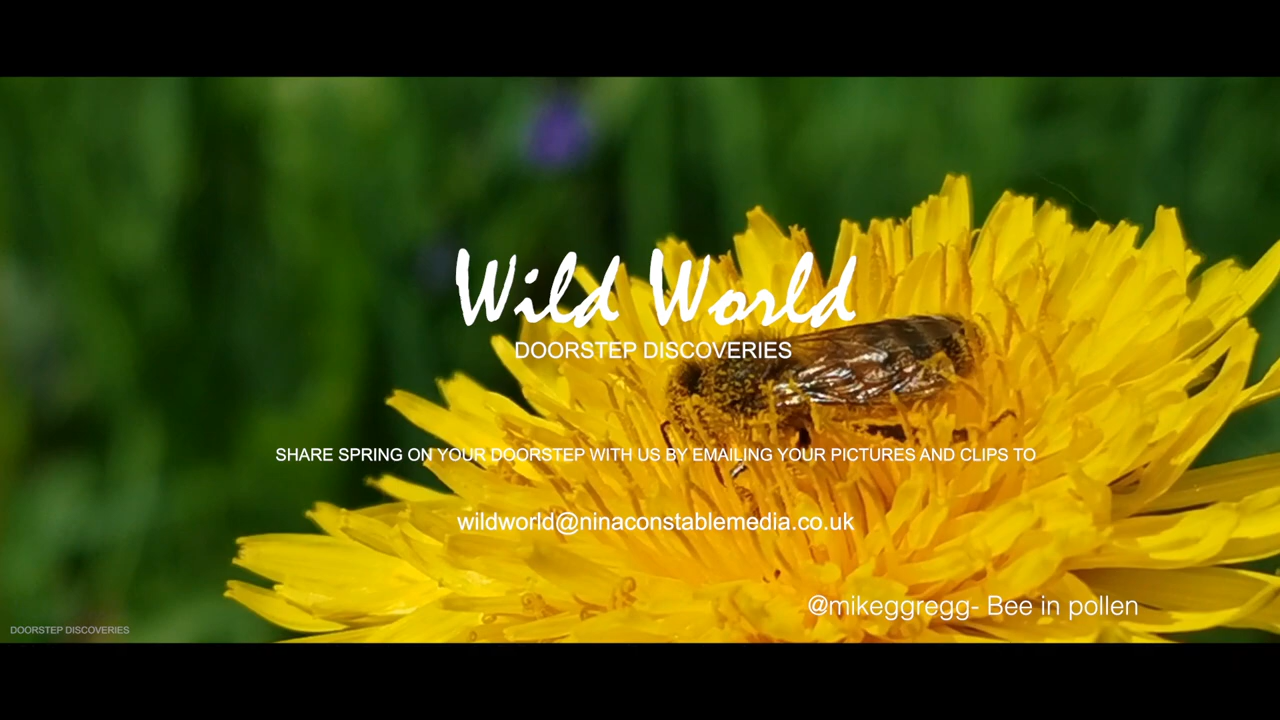 Wild World
DOORSTEP DISCOVERIES
SHARE SPRING ON YOUR DOORSTEP WITH US BY EMAILING YOUR PICTURES AND CLIPS TO
wildworld@ninaconstablemedia.co.uk
@mikeggregg- Bee in pollen
DOORSTEP DISCOVERIES